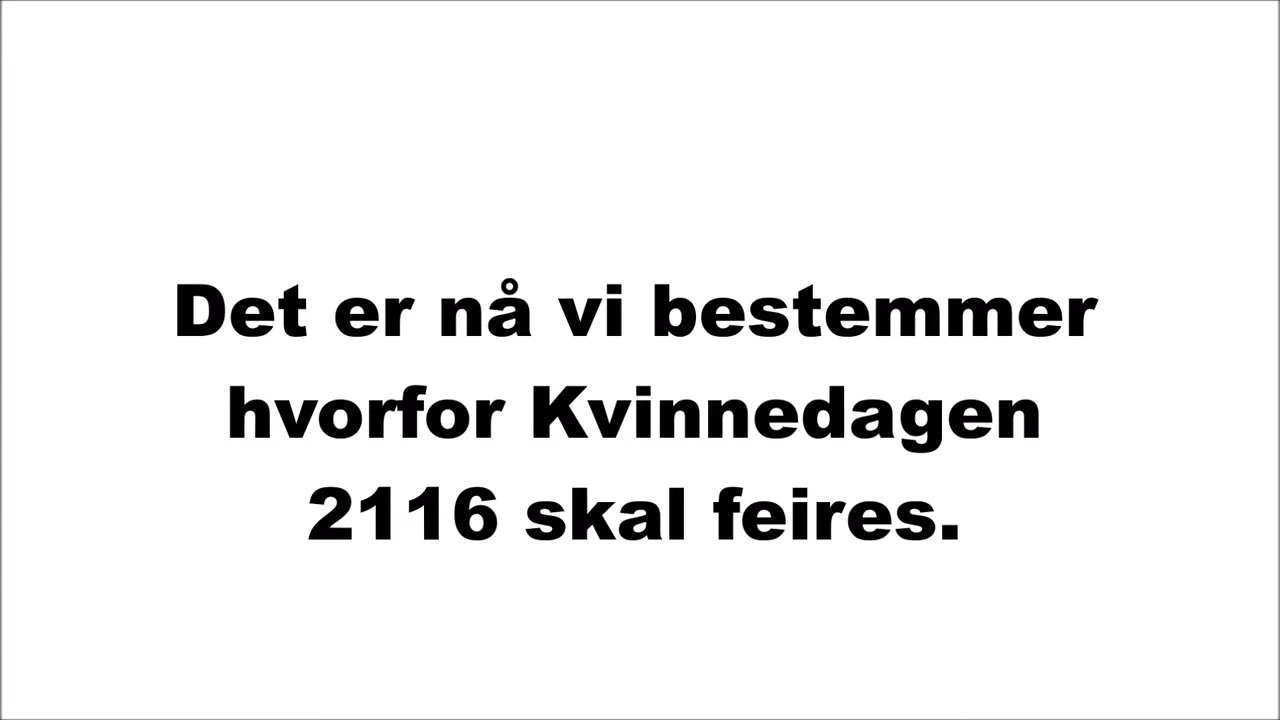 Det er nå vi bestemmer
hvorfor Kvinnedagen
2116 skal feires.